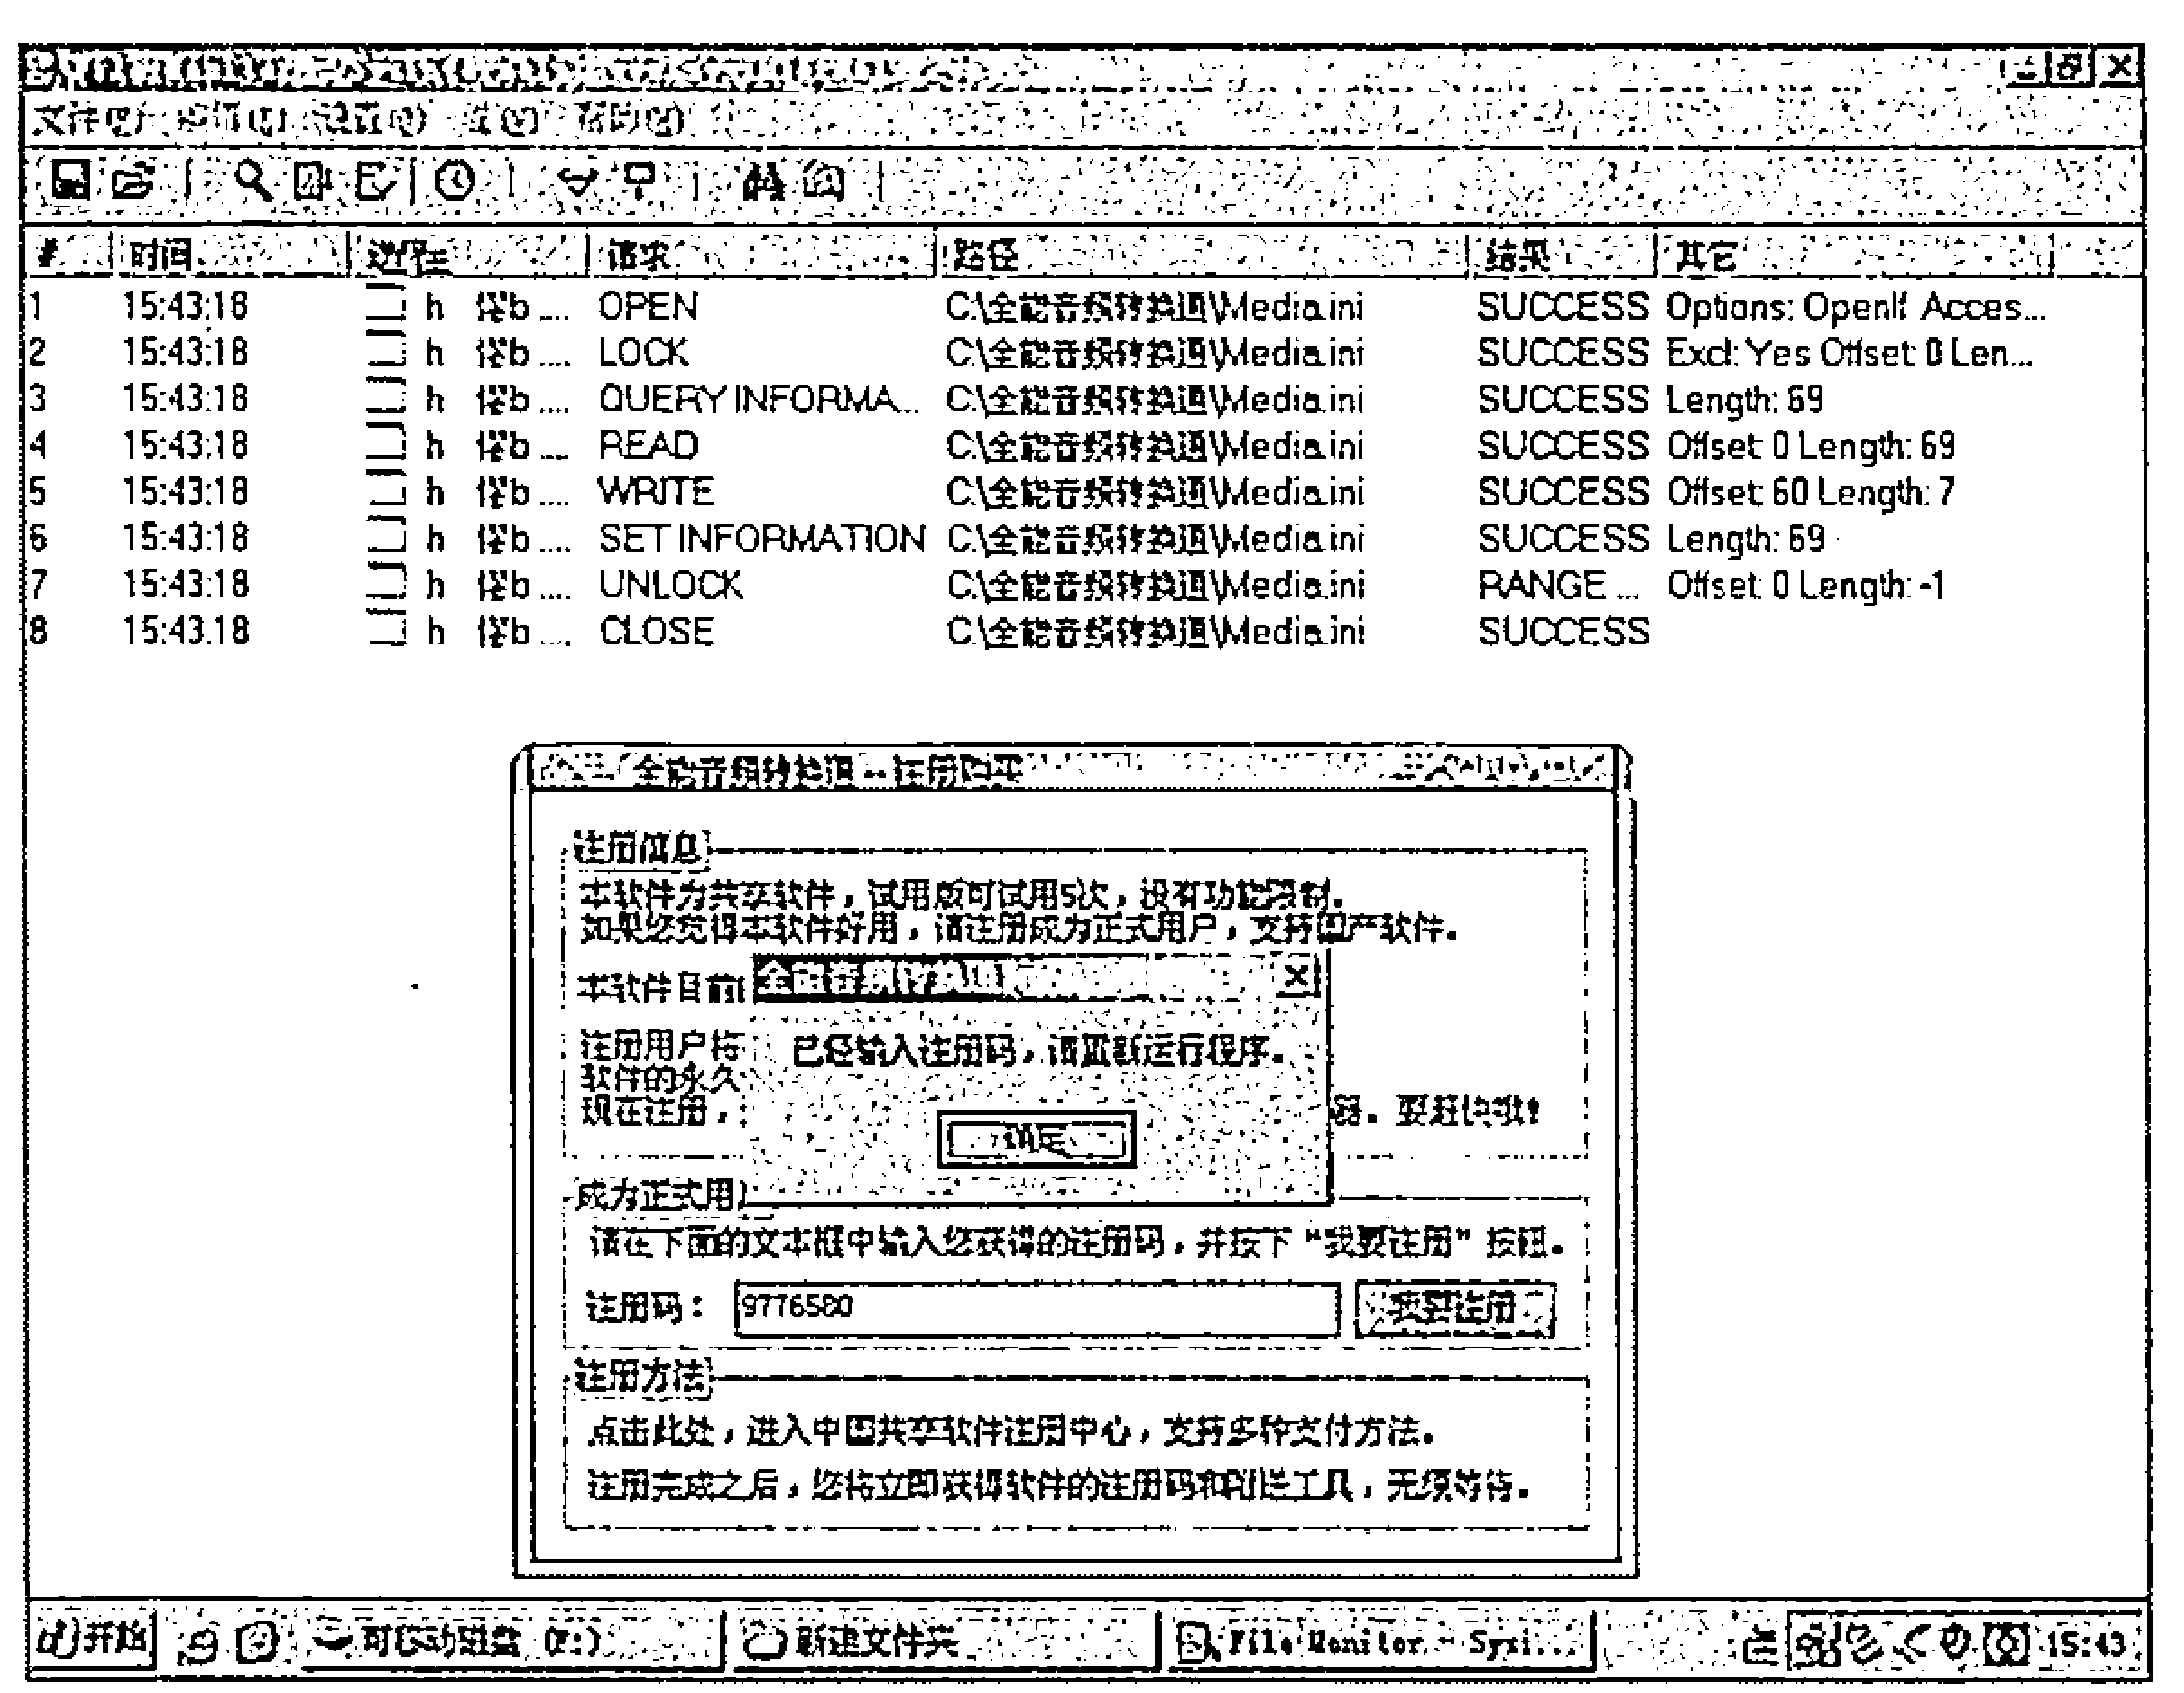 文件
# 时间 进程 请求 路径 结果 其它
1 15:43:18 h b ... OPEN C:\全能音频转换通\Media.ini SUCCESS Options: OpenIf Acces...
2 15:43:18 h b ... LOCK C:\全能音频转换通\Media.ini SUCCESS Excl: Yes Offset: 0 Len...
3 15:43:18 h b ... QUERY INFORMA... C:\全能音频转换通\Media.ini SUCCESS Length: 69
4 15:43:18 h b ... READ C:\全能音频转换通\Media.ini SUCCESS Offset: 0 Length: 69
5 15:43:18 h b ... WRITE C:\全能音频转换通\Media.ini SUCCESS Offset: 60 Length: 7
6 15:43:18 h b ... SET INFORMATION C:\全能音频转换通\Media.ini SUCCESS Length: 69
7 15:43:18 h b ... UNLOCK C:\全能音频转换通\Media.ini RANGE ... Offset: 0 Length: -1
8 15:43:18 h b ... CLOSE C:\全能音频转换通\Media.ini SUCCESS
全能音频转换通 -- 注册购买
注册信息
本软件为共享软件，试用版可试用5次，没有功能限制.
如果您觉得本软件好用，请注册成为正式用户，支持国产软件.
本软件目前
全能音频转换通
注册用户将
已经输入注册码，请重新运行程序.
软件的永久
现在注册， 器. 要赶快哦!
确定
成为正式用
请在下面的文本框中输入您获得的注册码，并按下“我要注册”按钮.
注册码： 9776580 我要注册
注册方法
点击此处，进入中国共享软件注册中心，支持多种支付方法.
注册完成之后，您将立即获得软件的注册码和 工具，无须等待.
开始 可移动磁盘 (F:) 新建文件夹 File Monitor - Sysi... 15:43